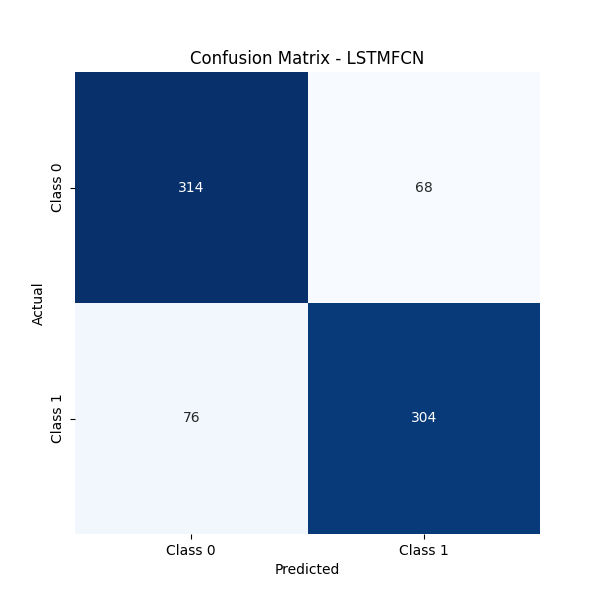 Confusion Matrix - LSTMFCN
Class 0
314
68
Actual
Class 1
76
304
Class 0
Class 1
Predicted